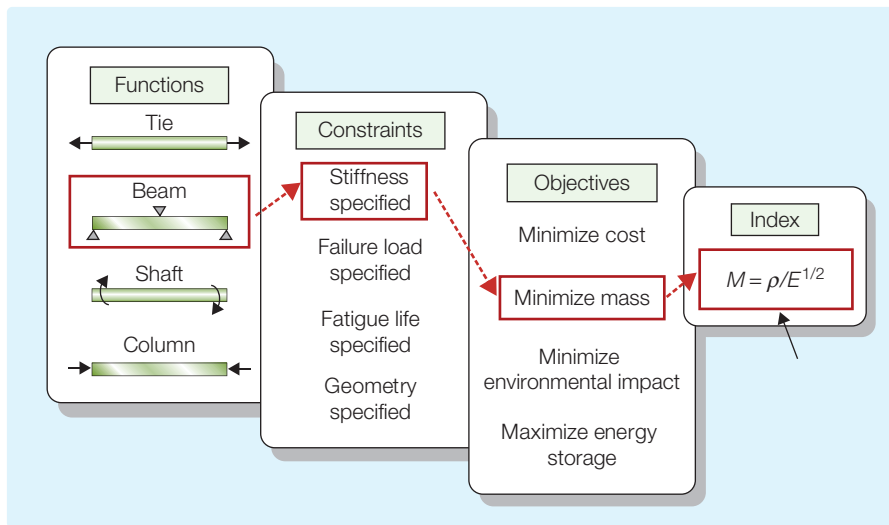 Functions
Tie
Beam
Shaft
Column
Constraints
Stiffness
specified
Failure load
specified
Fatigue life
specified
Geometry
specified
Objectives
Minimize cost
Minimize mass
Minimize
environmental impact
Maximize energy
storage
Index
M = ρ/E^{1/2}